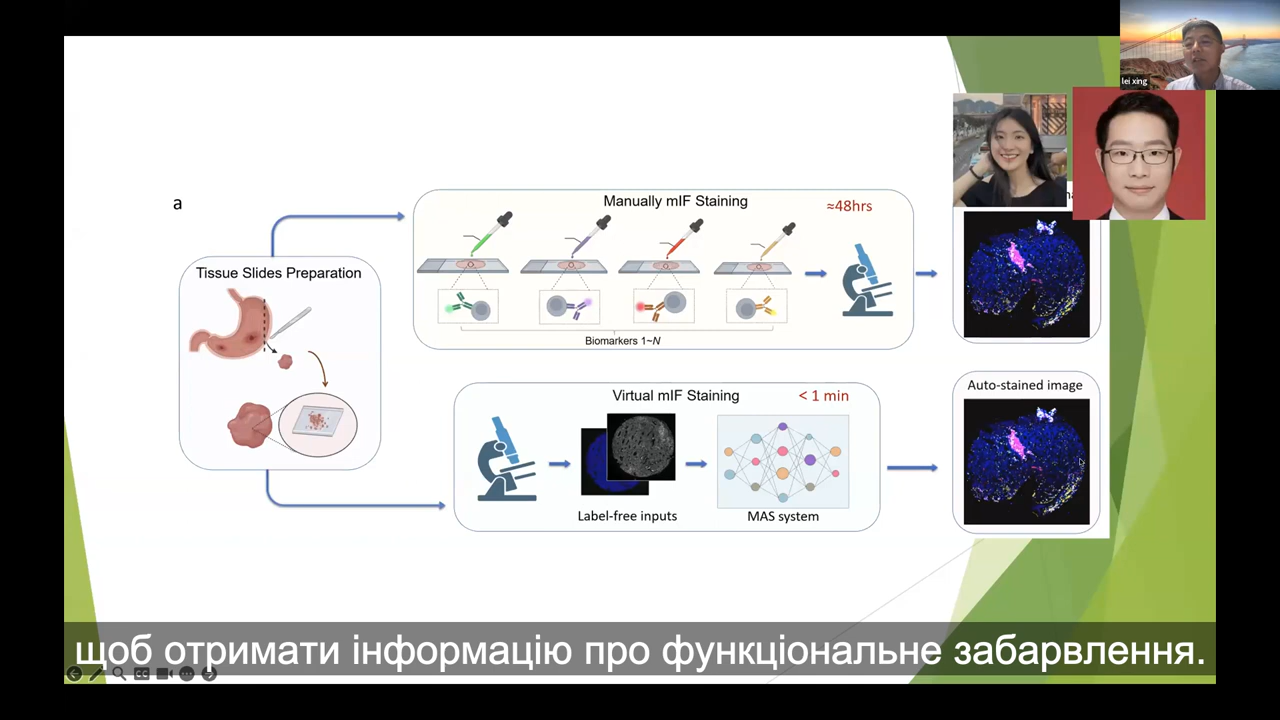 lei xing
a
Manually mIF Staining
≈48hrs
Tissue Slides Preparation
Biomarkers 1~N
Virtual mIF Staining
< 1 min
Auto-stained image
Label-free inputs
MAS system
щоб отримати інформацію про функціональне забарвлення.